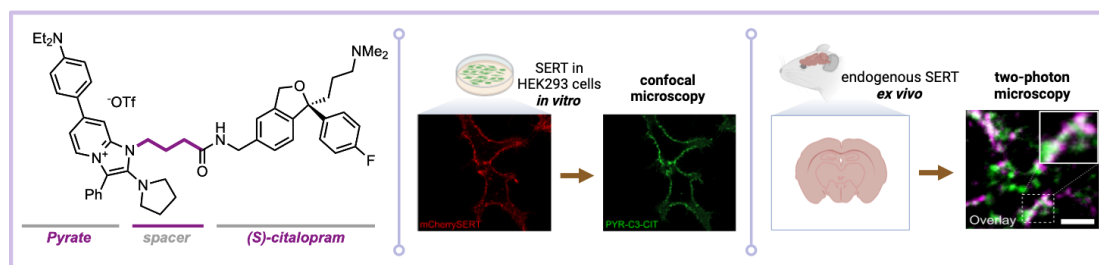 Et₂N
⁻OTf
N⁺
N
Ph
N
O
H
N
O
NMe₂
F
Pyrate
spacer
(S)-citalopram
SERT in
HEK293 cells
in vitro
confocal
microscopy
mCherrySERT
PYR-C3-CIT
endogenous SERT
ex vivo
two-photon
microscopy
Overlay